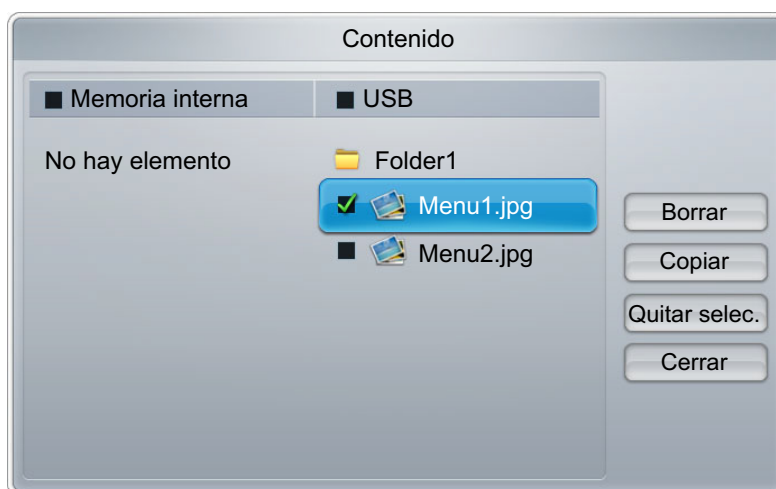 Contenido
Memoria interna
USB
No hay elemento
Folder1
Menu1.jpg
Menu2.jpg
Borrar
Copiar
Quitar selec.
Cerrar